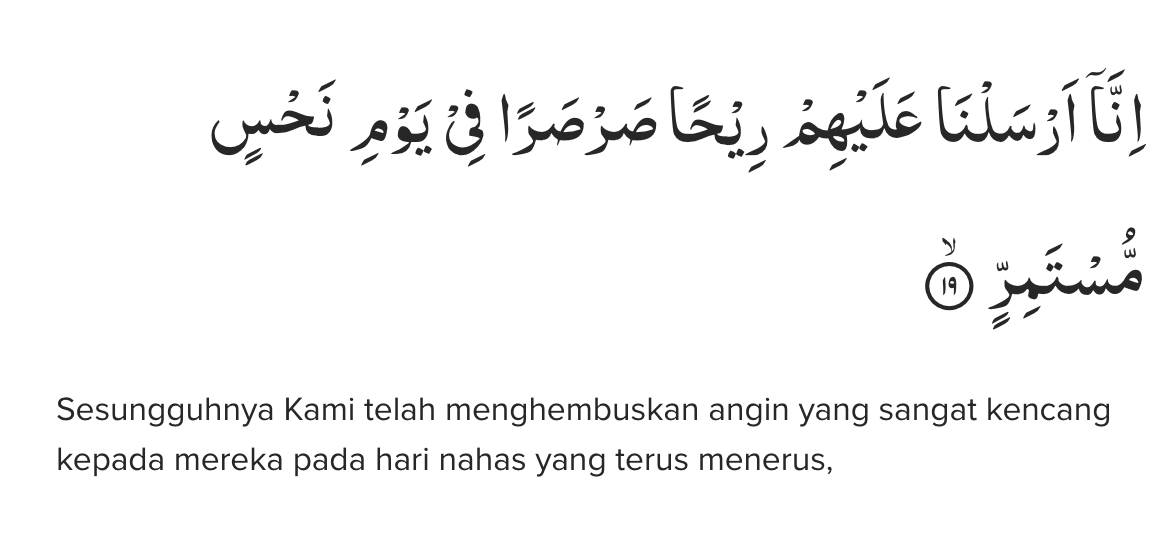 اِنَّآ اَرْسَلْنَا عَلَيْهِمْ رِيْحًا صَرْصَرًا فِيْ يَوْمِ نَحْسٍ
مُّسْتَمِرٍّۙ ١٩
Sesungguhnya Kami telah menghembuskan angin yang sangat kencang
kepada mereka pada hari nahas yang terus menerus,